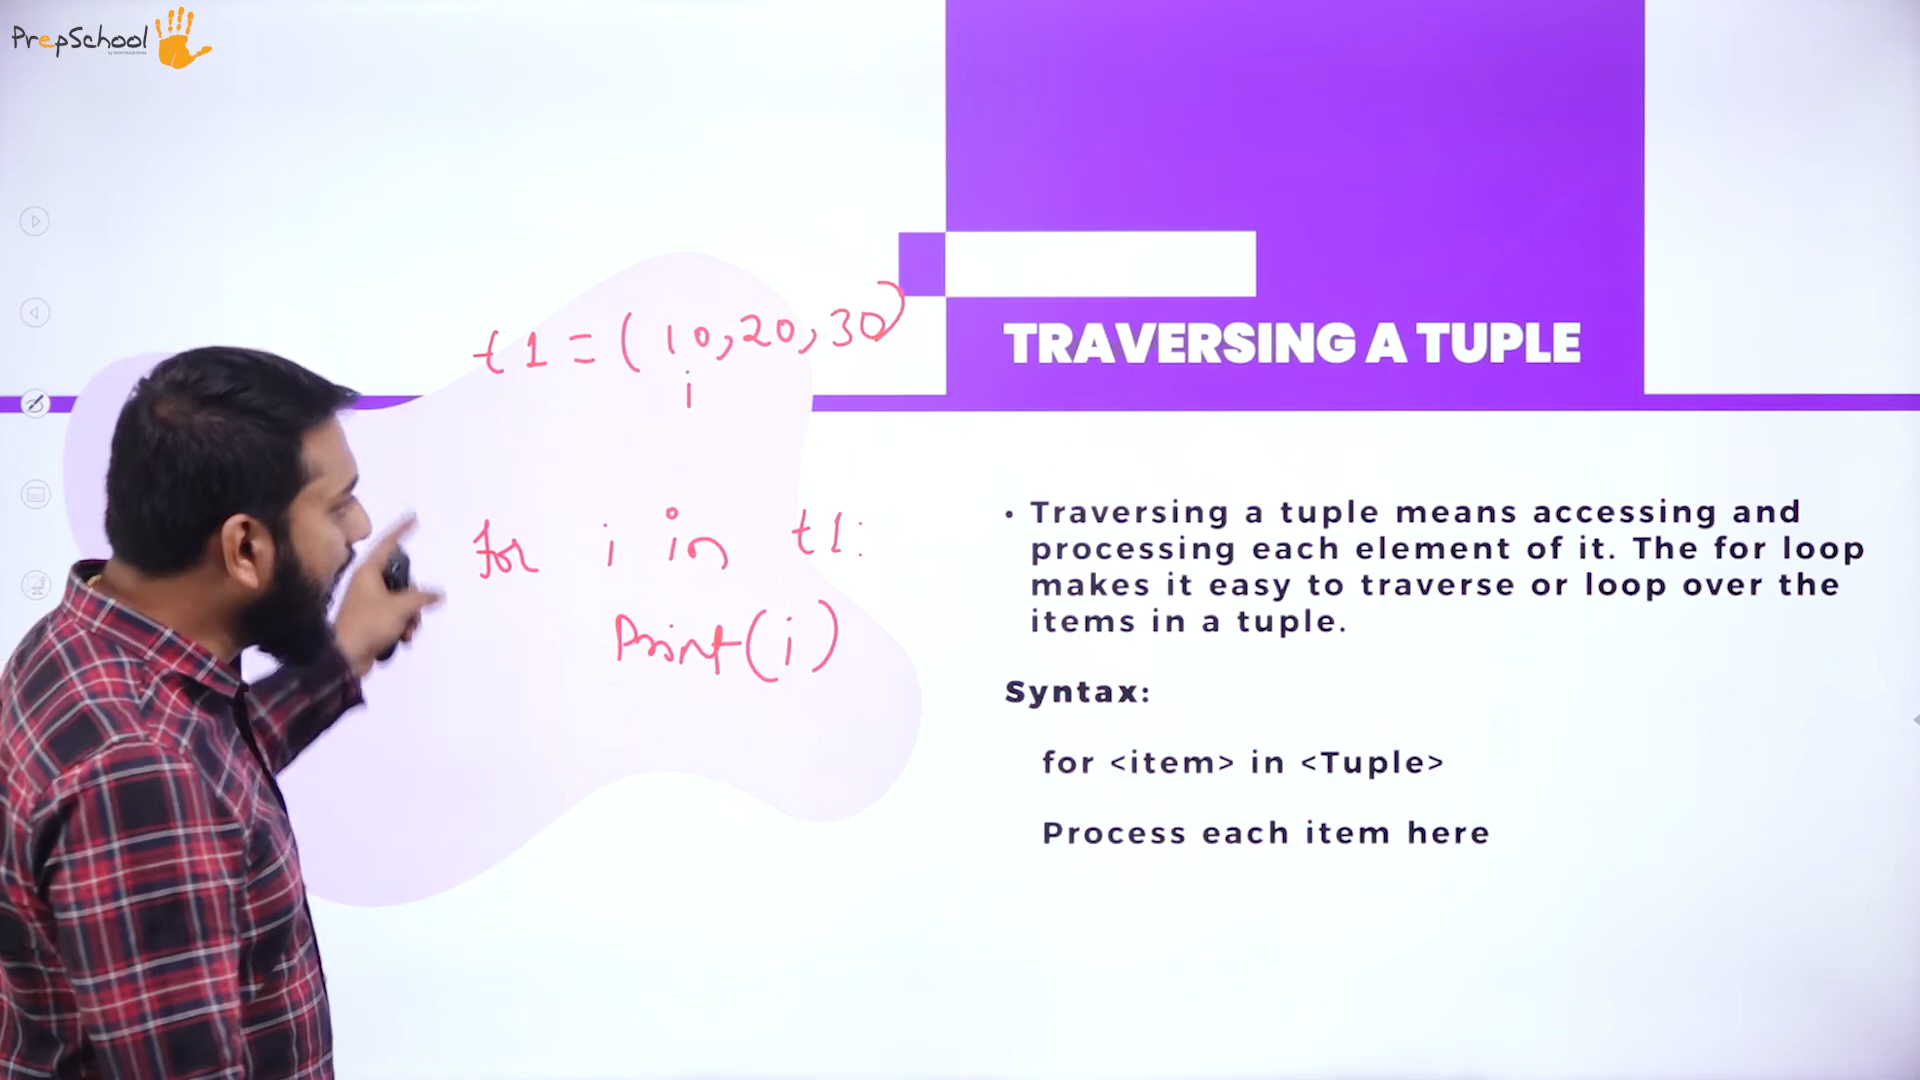 PrepSchool
t1 = (10,20,30)
i
for i in t1:
Print(i)
TRAVERSING A TUPLE
• Traversing a tuple means accessing and
processing each element of it. The for loop
makes it easy to traverse or loop over the
items in a tuple.
Syntax:
for <item> in <Tuple>
Process each item here